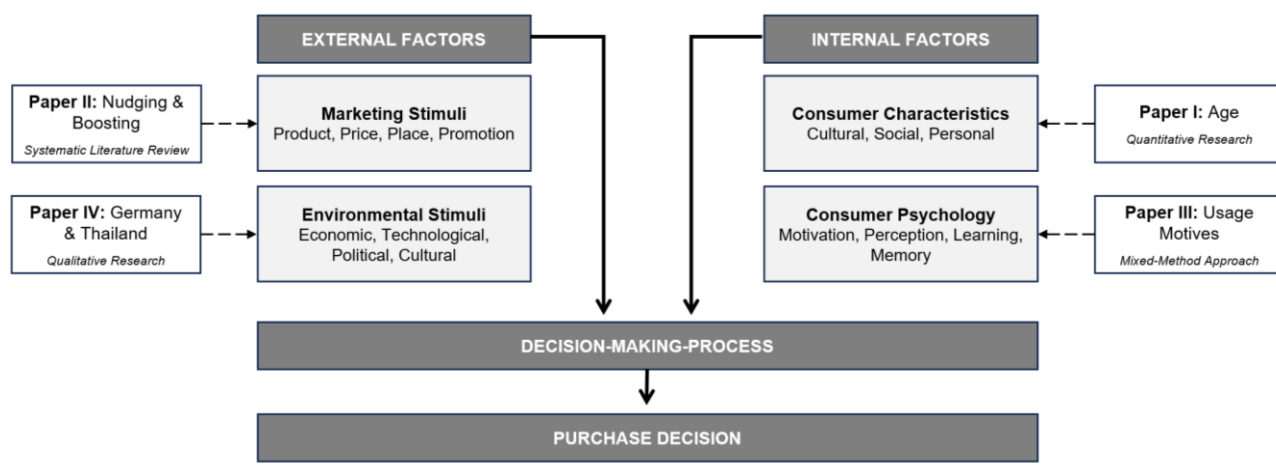 EXTERNAL FACTORS
INTERNAL FACTORS
Paper II: Nudging &
Boosting
Systematic Literature Review
Marketing Stimuli
Product, Price, Place, Promotion
Consumer Characteristics
Cultural, Social, Personal
Paper I: Age
Quantitative Research
Paper IV: Germany
& Thailand
Qualitative Research
Environmental Stimuli
Economic, Technological,
Political, Cultural
Consumer Psychology
Motivation, Perception, Learning,
Memory
Paper III: Usage
Motives
Mixed-Method Approach
DECISION-MAKING-PROCESS
PURCHASE DECISION